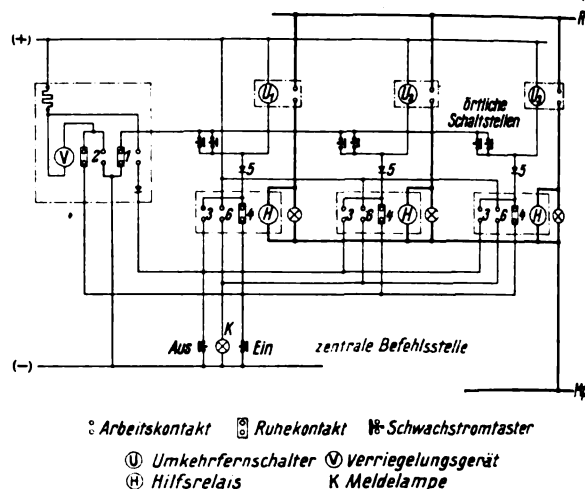 R
(+)
U1
U2
U3
örtliche
Schaltstellen
V
2
1
5
5
5
3
6
4
H
3
6
4
H
3
6
4
H
K
Aus
Ein
zentrale Befehlsstelle
(−)
Mp
Arbeitskontakt
Ruhekontakt
Schwachstromtaster
U Umkehrfernschalter
V Verriegelungsgerät
H Hilfsrelais
K Meldelampe